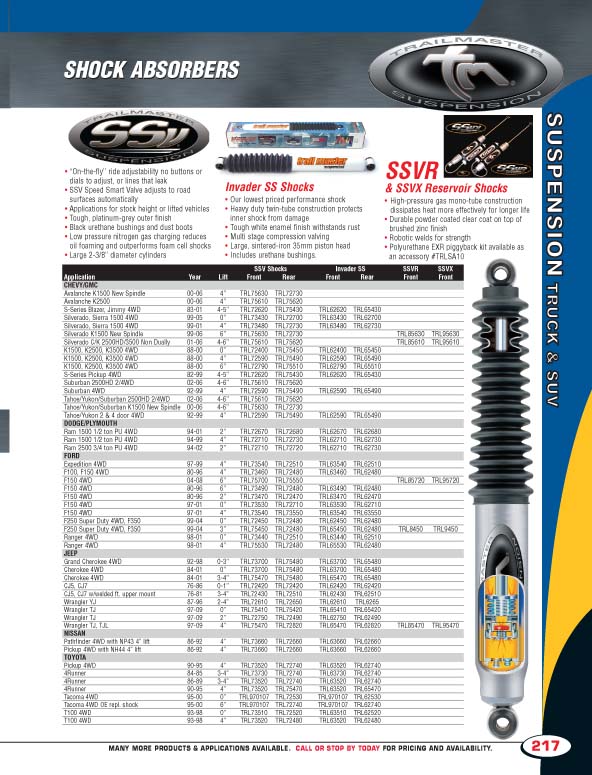 SHOCK ABSORBERS
TRAILMASTER
TM
SUSPENSION
TRAILMASTER
SSV
SUSPENSION
• "On-the-fly" ride adjustability no buttons or
dials to adjust, or lines that leak
• SSV Speed Smart Valve adjusts to road
surfaces automatically
• Applications for stock height or lifted vehicles
• Tough, platinum-grey outer finish
• Black urethane bushings and dust boots
• Low pressure nitrogen gas charging reduces
oil foaming and outperforms foam cell shocks
• Large 2-3/8" diameter cylinders
trail master
Invader SS Shocks
• Our lowest priced performance shock
• Heavy duty twin-tube construction protects
inner shock from damage
• Tough white enamel finish withstands rust
• Multi stage compression valving
• Large, sintered-iron 35mm piston head
• Includes urethane bushings.
SSVR
& SSVX Reservoir Shocks
• High-pressure gas mono-tube construction
dissipates heat more effectively for longer life
• Durable powder coated clear coat on top of
brushed zinc finish
• Robotic welds for strength
• Polyurethane EXR piggyback kit available as
an accessory #TRLSA10
SUSPENSION TRUCK & SUV
SSV Shocks Invader SS SSVR SSVX
Application Year Lift Front Rear Front Rear Front Front
CHEVY/GMC
Avalanche K1500 New Spindle 00-06 4" TRL75630 TRL72730
Avalanche K2500 00-06 4" TRL75610 TRL75620
S-Series Blazer, Jimmy 4WD 83-01 4-5" TRL72620 TRL75430 TRL62620 TRL65430
Silverado, Sierra 1500 4WD 99-05 0" TRL73430 TRL72700 TRL63430 TRL62700
Silverado, Sierra 1500 4WD 99-01 4" TRL73480 TRL72730 TRL63480 TRL62730
Silverado K1500 New Spindle 99-06 6" TRL75630 TRL72730 TRL85630 TRL95630
Silverado C/K 2500HD/3500 Non Dually 01-06 4-6" TRL75610 TRL75620 TRL85610 TRL95610
K1500, K2500, K3500 4WD 88-00 0" TRL72400 TRL75450 TRL62400 TRL65450
K1500, K2500, K3500 4WD 88-00 4" TRL72590 TRL75490 TRL62590 TRL65490
K1500, K2500, K3500 4WD 88-00 6" TRL72790 TRL75510 TRL62790 TRL65510
S-Series Pickup 4WD 82-99 4-5" TRL72620 TRL75430 TRL62620 TRL65430
Suburban 2500HD 2/4WD 02-06 4-6" TRL75610 TRL75620
Suburban 4WD 92-99 4" TRL72590 TRL75490 TRL62590 TRL65490
Tahoe/Yukon/Suburban 2500HD 2/4WD 02-06 4-6" TRL75610 TRL75620
Tahoe/Yukon/Suburban K1500 New Spindle 00-06 4-6" TRL75630 TRL72730
Tahoe/Yukon 2 & 4 door 4WD 92-99 4" TRL72590 TRL75490 TRL62590 TRL65490
DODGE/PLYMOUTH
Ram 1500 1/2 ton PU 4WD 94-01 2" TRL72670 TRL72680 TRL62670 TRL62680
Ram 1500 1/2 ton PU 4WD 94-99 4" TRL72710 TRL72730 TRL62710 TRL62730
Ram 2500 3/4 ton PU 4WD 94-02 2" TRL72710 TRL72720 TRL62710 TRL62730
FORD
Expedition 4WD 97-99 4" TRL73540 TRL72510 TRL63540 TRL62510
F100, F150 4WD 80-96 4" TRL73460 TRL72480 TRL63460 TRL62480
F150 4WD 04-08 6" TRL75700 TRL75550 TRL85720 TRL95720
F150 4WD 80-96 6" TRL73490 TRL72480 TRL63490 TRL62480
F150 4WD 80-96 2" TRL73470 TRL72470 TRL63470 TRL62470
F150 4WD 97-01 0" TRL73530 TRL72710 TRL63530 TRL62710
F150 4WD 97-01 4" TRL73540 TRL73550 TRL63540 TRL63550
F250 Super Duty 4WD, F350 99-04 0" TRL72450 TRL72480 TRL62450 TRL62480
F250 Super Duty 4WD, F350 99-04 3" TRL75450 TRL72480 TRL65450 TRL62480 TRL8450 TRL9450
Ranger 4WD 98-01 0" TRL73440 TRL72510 TRL63440 TRL62510
Ranger 4WD 98-01 4" TRL75530 TRL72480 TRL65530 TRL62480
JEEP
Grand Cherokee 4WD 92-98 0-3" TRL73700 TRL75480 TRL63700 TRL65480
Cherokee 4WD 84-01 0" TRL73700 TRL75480 TRL63700 TRL65480
Cherokee 4WD 84-01 3-4" TRL75470 TRL75480 TRL65470 TRL65480
CJ5, CJ7 76-86 0-1" TRL72420 TRL72420 TRL62420 TRL62420
CJ5, CJ7 w/welded ft. upper mount 76-81 3-4" TRL72430 TRL72510 TRL62430 TRL62510
Wrangler YJ 87-96 2-4" TRL72610 TRL72650 TRL62610 TRL6265
Wrangler TJ 97-09 0" TRL75410 TRL75420 TRL65410 TRL65420
Wrangler TJ 97-09 2" TRL72750 TRL72490 TRL62750 TRL62490
Wrangler TJ, TJL 97-09 4" TRL75470 TRL72820 TRL65470 TRL62820 TRL85470 TRL95470
NISSAN
Pathfinder 4WD with NP43 4" lift 86-92 4" TRL73660 TRL72660 TRL63660 TRL62660
Pickup 4WD with NH44 4" lift 86-92 4" TRL73660 TRL72660 TRL63660 TRL62660
TOYOTA
Pickup 4WD 90-95 4" TRL73520 TRL72740 TRL63520 TRL62740
4Runner 84-85 3-4" TRL73730 TRL72740 TRL63730 TRL62740
4Runner 86-89 3-4" TRL73520 TRL72740 TRL63520 TRL62740
4Runner 90-95 4" TRL73520 TRL75470 TRL63520 TRL65470
Tacoma 4WD 95-00 0" TRL970107 TRL72530 TRL970107 TRL62530
Tacoma 4WD OE repl. shock 95-00 6" TRL970107 TRL72740 TRL970107 TRL62740
T100 4WD 93-98 0" TRL73510 TRL72520 TRL63510 TRL62520
T100 4WD 93-98 4" TRL73520 TRL72480 TRL63520 TRL62480
MANY MORE PRODUCTS & APPLICATIONS AVAILABLE. CALL OR STOP BY TODAY FOR PRICING AND AVAILABILITY.
217